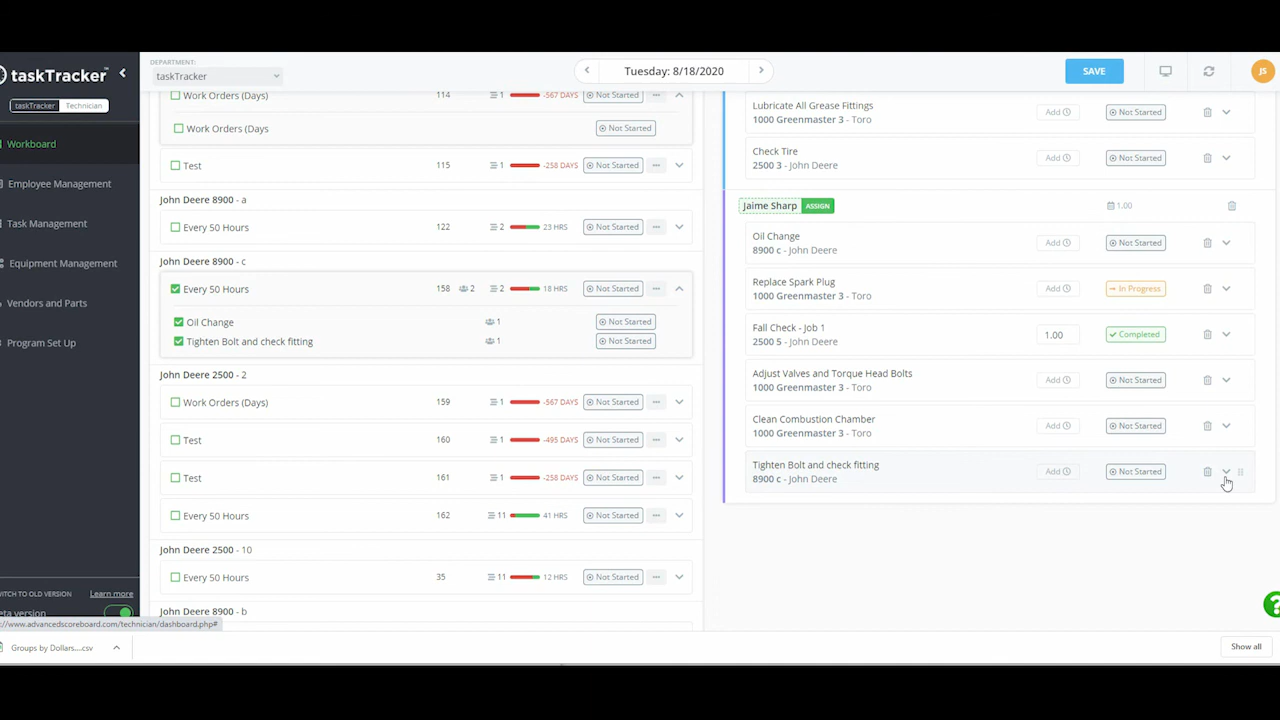 taskTracker™
taskTracker Technician
Workboard
Employee Management
Task Management
Equipment Management
Vendors and Parts
Program Set Up
Learn more
DEPARTMENT:
taskTracker
Tuesday: 8/18/2020
SAVE
JS
Work Orders (Days) 114 1 -567 DAYS Not Started
Work Orders (Days Not Started
Test 115 1 -258 DAYS Not Started
John Deere 8900 - a
Every 50 Hours 122 2 23 HRS Not Started
John Deere 8900 - c
Every 50 Hours 158 2 2 18 HRS Not Started
Oil Change 1 Not Started
Tighten Bolt and check fitting 1 Not Started
John Deere 2500 - 2
Work Orders (Days) 159 1 -567 DAYS Not Started
Test 160 1 -495 DAYS Not Started
Test 161 1 -258 DAYS Not Started
Every 50 Hours 162 11 41 HRS Not Started
John Deere 2500 - 10
Every 50 Hours 35 11 12 HRS Not Started
John Deere 8900 - b
Lubricate All Grease Fittings
1000 Greenmaster 3 - Toro Add Not Started
Check Tire
2500 3 - John Deere Add Not Started
Jaime Sharp ASSIGN 1.00
Oil Change
8900 c - John Deere Add Not Started
Replace Spark Plug
1000 Greenmaster 3 - Toro Add In Progress
Fall Check - Job 1
2500 5 - John Deere 1.00 Completed
Adjust Valves and Torque Head Bolts
1000 Greenmaster 3 - Toro Add Not Started
Clean Combustion Chamber
1000 Greenmaster 3 - Toro Add Not Started
Tighten Bolt and check fitting
8900 c - John Deere Add Not Started
://www.advancedscoreboard.com/technician/dashboard.php#
Groups by Dollars....csv
Show all